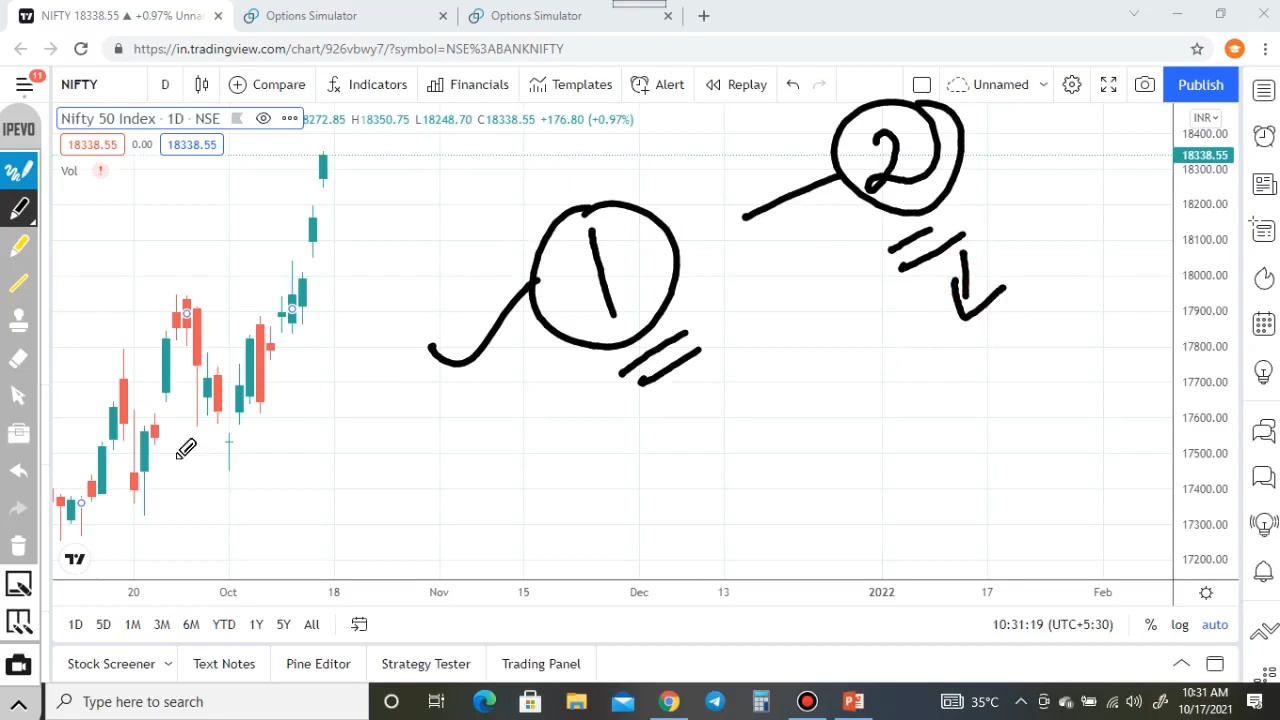 NIFTY 18338.55 ▲ +0.97% Unnar
Options Simulator
Options Simulator
https://in.tradingview.com/chart/926vbwy7/?symbol=NSE%3ABANKNIFTY
11
NIFTY D Compare Indicators Financials Templates Alert Replay Unnamed Publish
IPEVO
Nifty 50 Index · 1D · NSE 8272.85 H18350.75 L18248.70 C18338.55 +176.80 (+0.97%)
INR
18338.55 0.00 18338.55
Vol !
18400.00
18338.55
18300.00
18200.00
18100.00
18000.00
17900.00
17800.00
17700.00
17600.00
17500.00
17400.00
17300.00
17200.00
1
2
20 Oct 18 Nov 15 Dec 13 2022 17 Feb
1D 5D 1M 3M 6M YTD 1Y 5Y All 10:31:19 (UTC+5:30) % log auto
Stock Screener Text Notes Pine Editor Strategy Tester Trading Panel
Type here to search 35°C 10:31 AM
10/17/2021